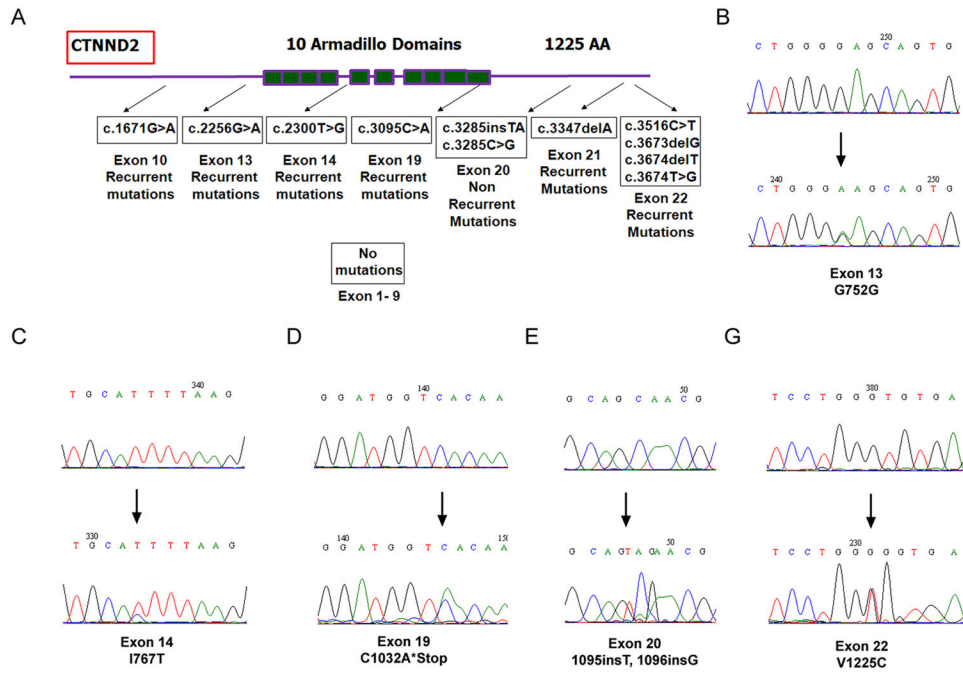 A
CTNND2
10 Armadillo Domains
1225 AA
c.1671G>A
Exon 10
Recurrent
mutations
c.2256G>A
Exon 13
Recurrent
mutations
c.2300T>G
Exon 14
Recurrent
mutations
c.3095C>A
Exon 19
Recurrent
mutations
c.3285insTA
c.3285C>G
Exon 20
Non
Recurrent
Mutations
c.3347delA
Exon 21
Recurrent
Mutations
c.3516C>T
c.3673delG
c.3674delT
c.3674T>G
Exon 22
Recurrent
Mutations
No
mutations
Exon 1- 9
B
250
C T G G G G A G C A G T G
240 250
C T G G G A A G C A G T G
Exon 13
G752G
C
340
T G C A T T T T A A G
330
T G C A T T T T A A G
Exon 14
I767T
D
140
G G A T G G T C A C A A
140 150
G G A T G G T C A C A A
Exon 19
C1032A*Stop
E
50
G C A G C A A C G
50
G C A G T A G A A C G
Exon 20
1095insT, 1096insG
G
380
T C C T G G G T G T G A
230
T C C T G G G G G T G A
Exon 22
V1225C